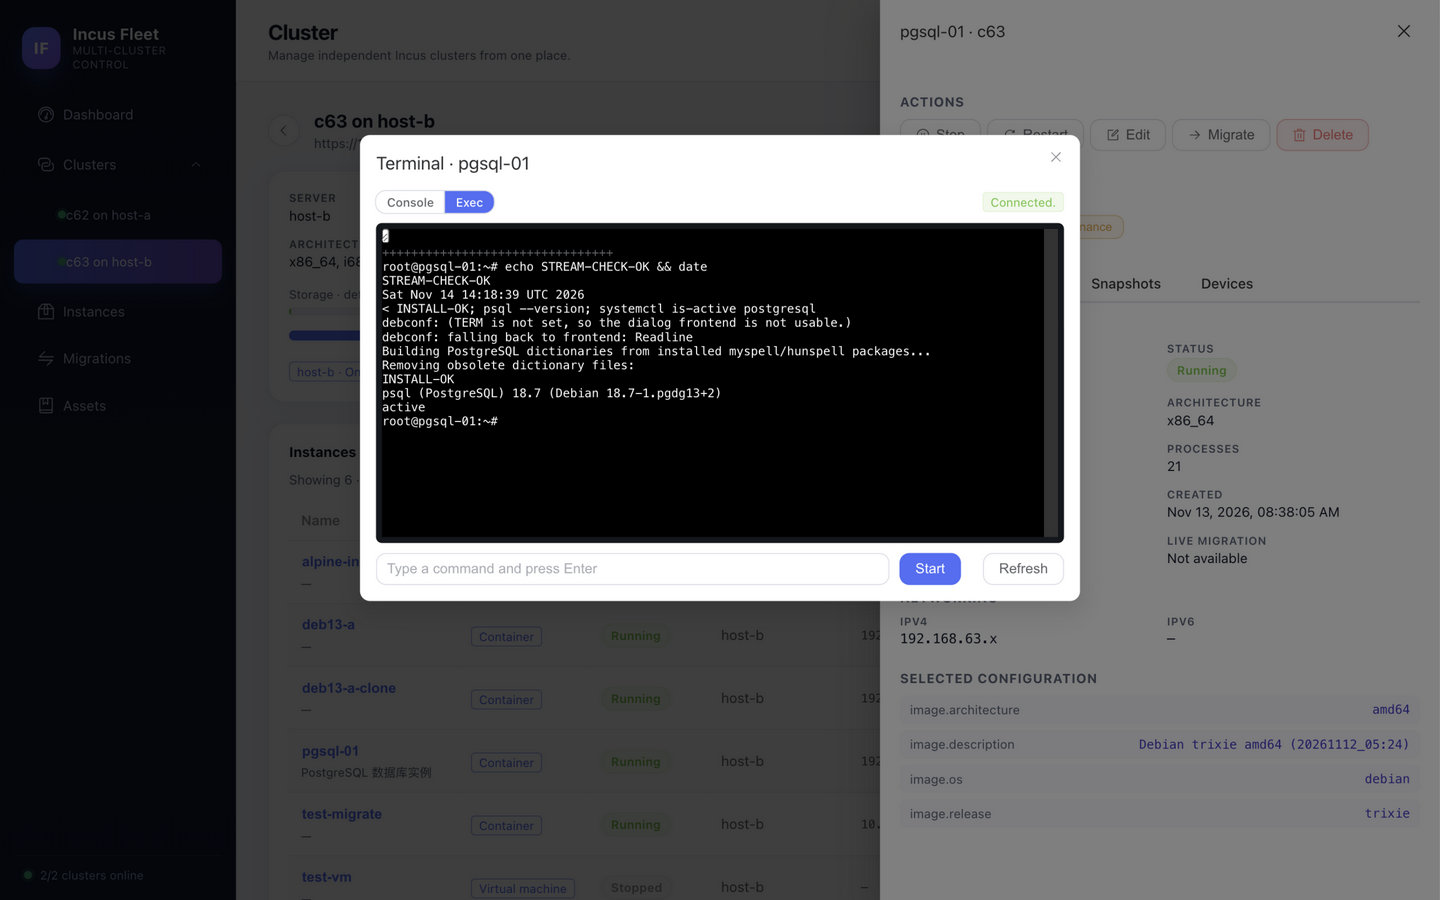 IF
Incus Fleet
MULTI-CLUSTER
CONTROL
Dashboard
Clusters
c62 on host-a
c63 on host-b
Instances
Migrations
Assets
2/2 clusters online
Cluster
Manage independent Incus clusters from one place.
c63 on host-b
https://
SERVER
host-b
x86_64,
host-b
Instances
Showing 6
Name
—
deb13-a
—
Container
Running
host-b
192
deb13-a-clone
—
Container
Running
host-b
192
pgsql-01
PostgreSQL 数据库实例
Container
Running
host-b
192
test-migrate
—
Container
Running
host-b
10.
test-vm
Virtual machine
Stopped
host-b
–
Terminal · pgsql-01
Console
Exec
Connected.
++++++++++++++++++++++++++++++++
root@pgsql-01:~# echo STREAM-CHECK-OK && date
STREAM-CHECK-OK
Sat Nov 14 14:18:39 UTC 2026
< INSTALL-OK; psql --version; systemctl is-active postgresql
debconf: (TERM is not set, so the dialog frontend is not usable.)
debconf: falling back to frontend: Readline
Building PostgreSQL dictionaries from installed myspell/hunspell packages...
Removing obsolete dictionary files:
INSTALL-OK
psql (PostgreSQL) 18.7 (Debian 18.7-1.pgdg13+2)
active
root@pgsql-01:~#
Type a command and press Enter
Start
Refresh
pgsql-01 · c63
ACTIONS
Stop
Restart
Edit
Migrate
Delete
Snapshots
Devices
STATUS
Running
ARCHITECTURE
x86_64
PROCESSES
21
CREATED
Nov 13, 2026, 08:38:05 AM
LIVE MIGRATION
Not available
IPV4
192.168.63.x
IPV6
–
SELECTED CONFIGURATION
image.architecture
amd64
image.description
Debian trixie amd64 (20261112_05:24)
image.os
debian
image.release
trixie